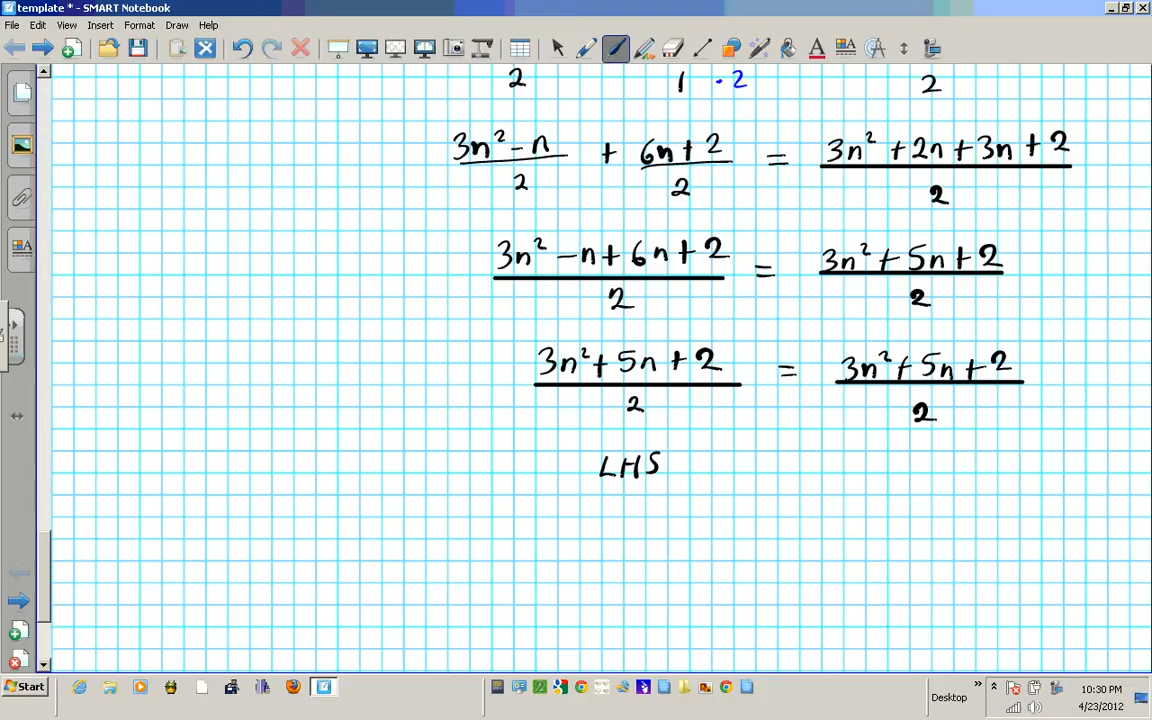 template * - SMART Notebook
File Edit View Insert Format Draw Help
2 1 · 2 2
3n² - n / 2 + 6n + 2 / 2 = 3n² + 2n + 3n + 2 / 2
3n² - n + 6n + 2 / 2 = 3n² + 5n + 2 / 2
3n² + 5n + 2 / 2 = 3n² + 5n + 2 / 2
LHS
Start
Desktop
10:30 PM
4/23/2012